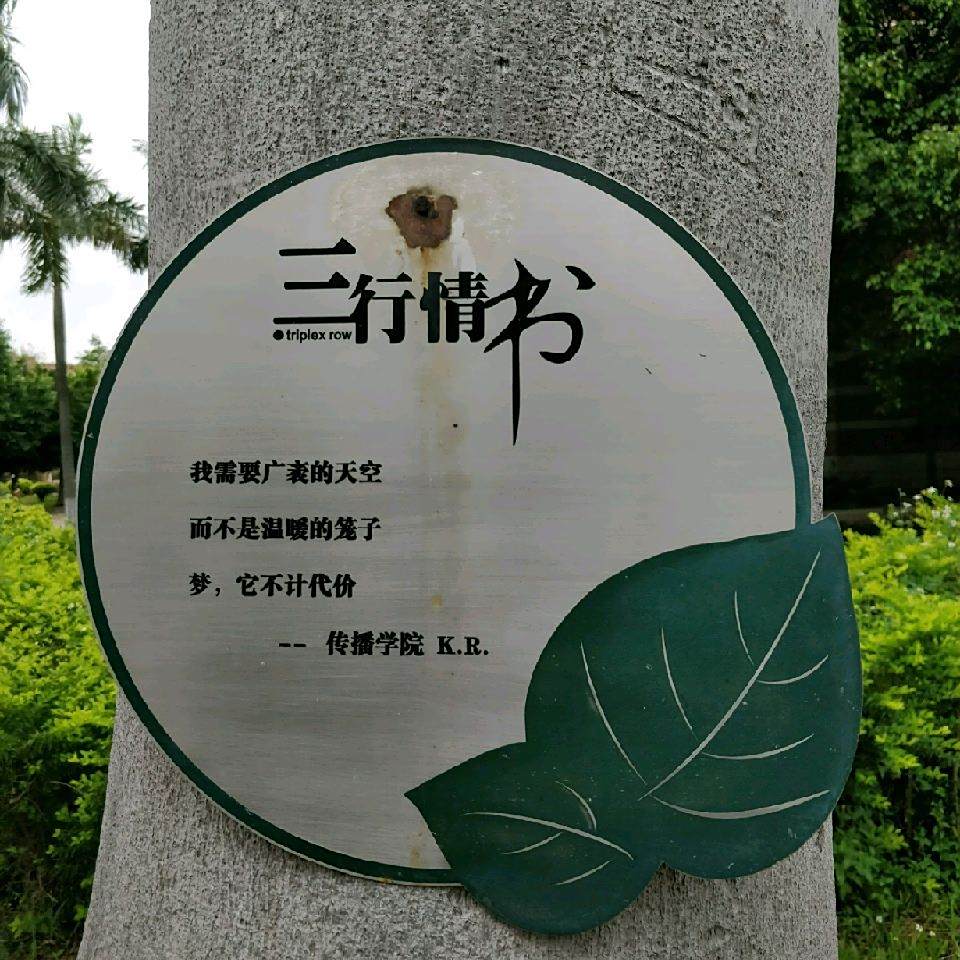 三行情书
triplex row
我需要广袤的天空
而不是温暖的笼子
梦，它不计代价
-- 传播学院 K.R.